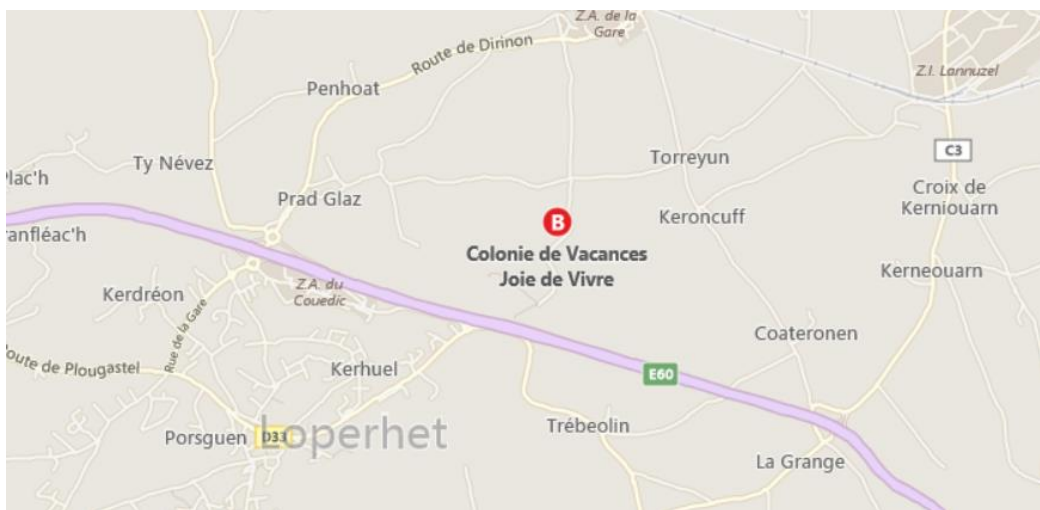 Z.A. de la
Gare
Route de Dirinon
Z.I. Lannuzel
Penhoat
C3
Ty Névez
Torreyun
Plac'h
Prad Glaz
Croix de
Kerniouarn
Keroncuff
B
ranfléac'h
Colonie de Vacances
Joie de Vivre
Kerneouarn
Kerdréon
Z.A. du
Couedic
Rue de la Gare
Coateronen
Route de Plougastel
Kerhuel
E60
Trébeolin
Porsguen
D33
Loperhet
La Grange